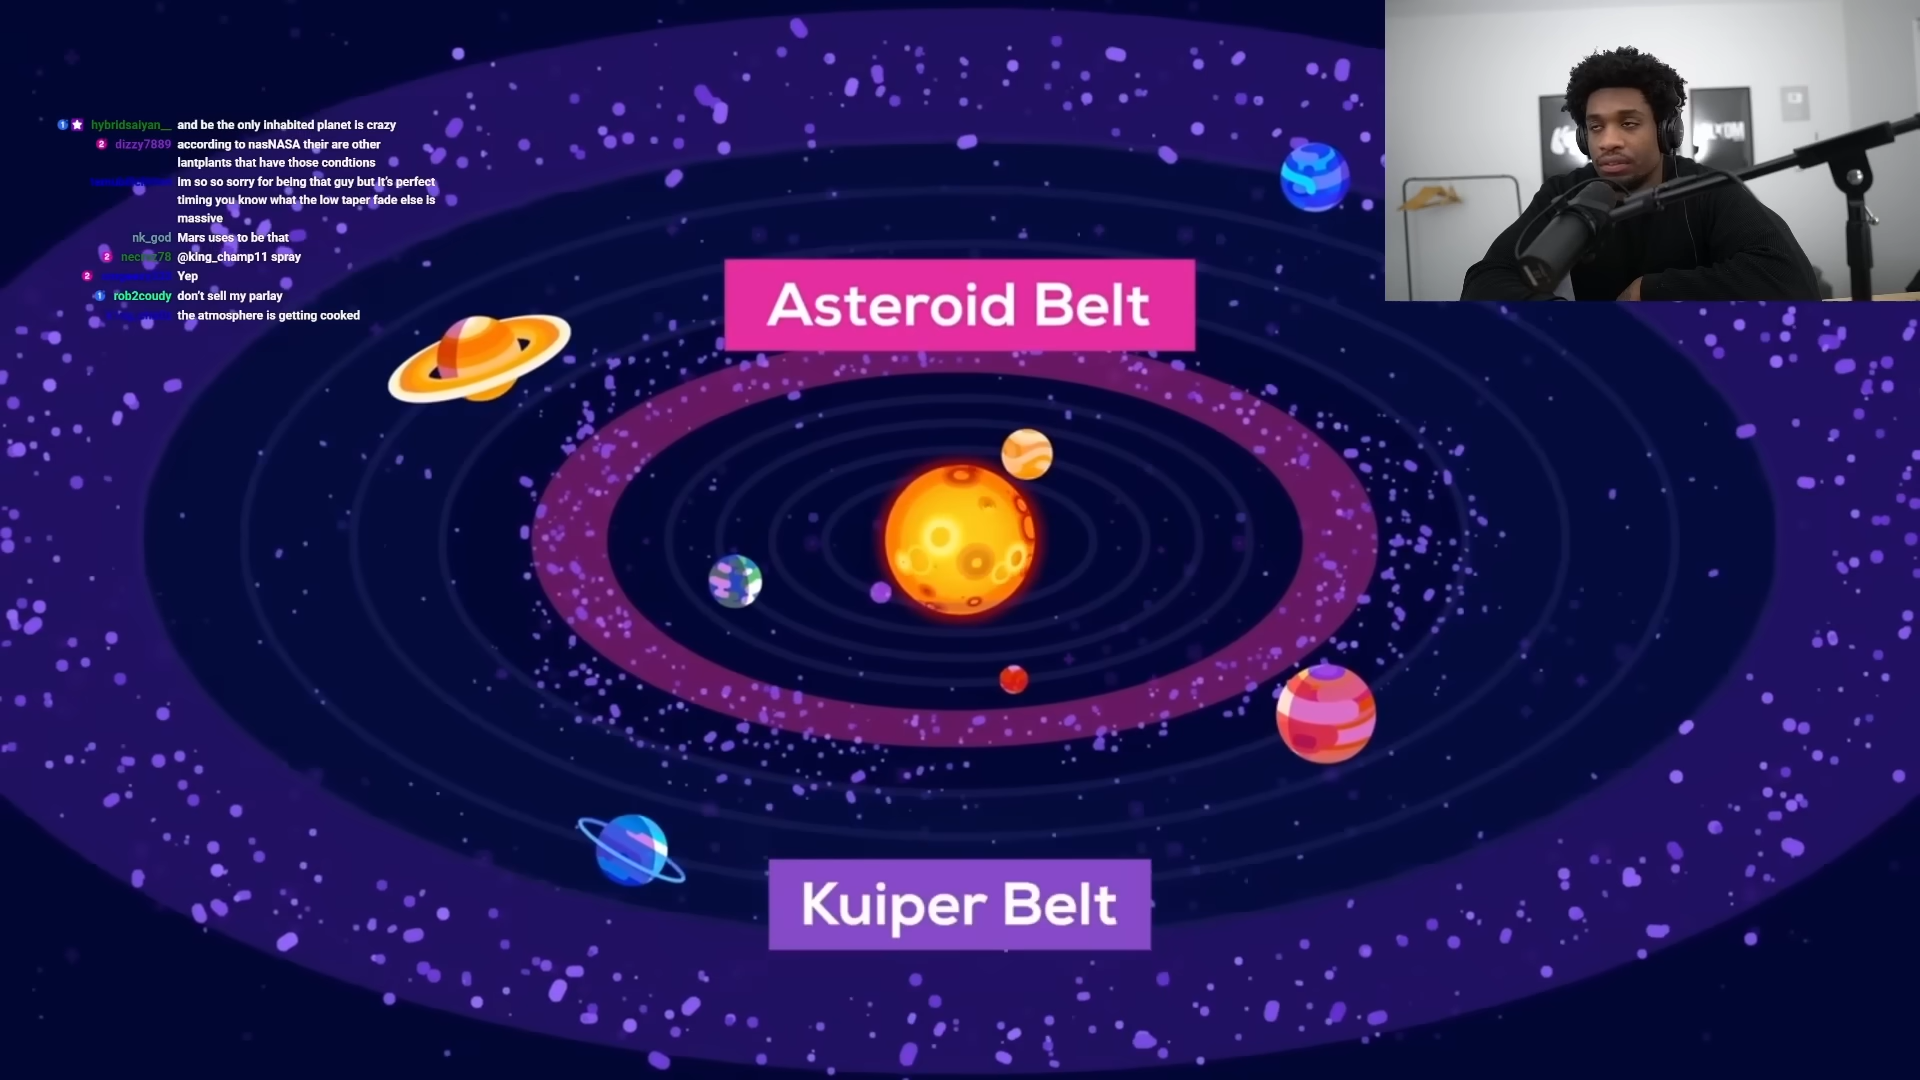 hybridsaiyan__ and be the only inhabited planet is crazy
dizzy7889 according to nasNASA their are other
lantplants that have those condtions
Im so so sorry for being that guy but It's perfect
timing you know what the low taper fade else is
massive
nk_god Mars uses to be that
@king_champ11 spray
Yep
rob2coudy don't sell my parlay
the atmosphere is getting cooked
Asteroid Belt
Kuiper Belt